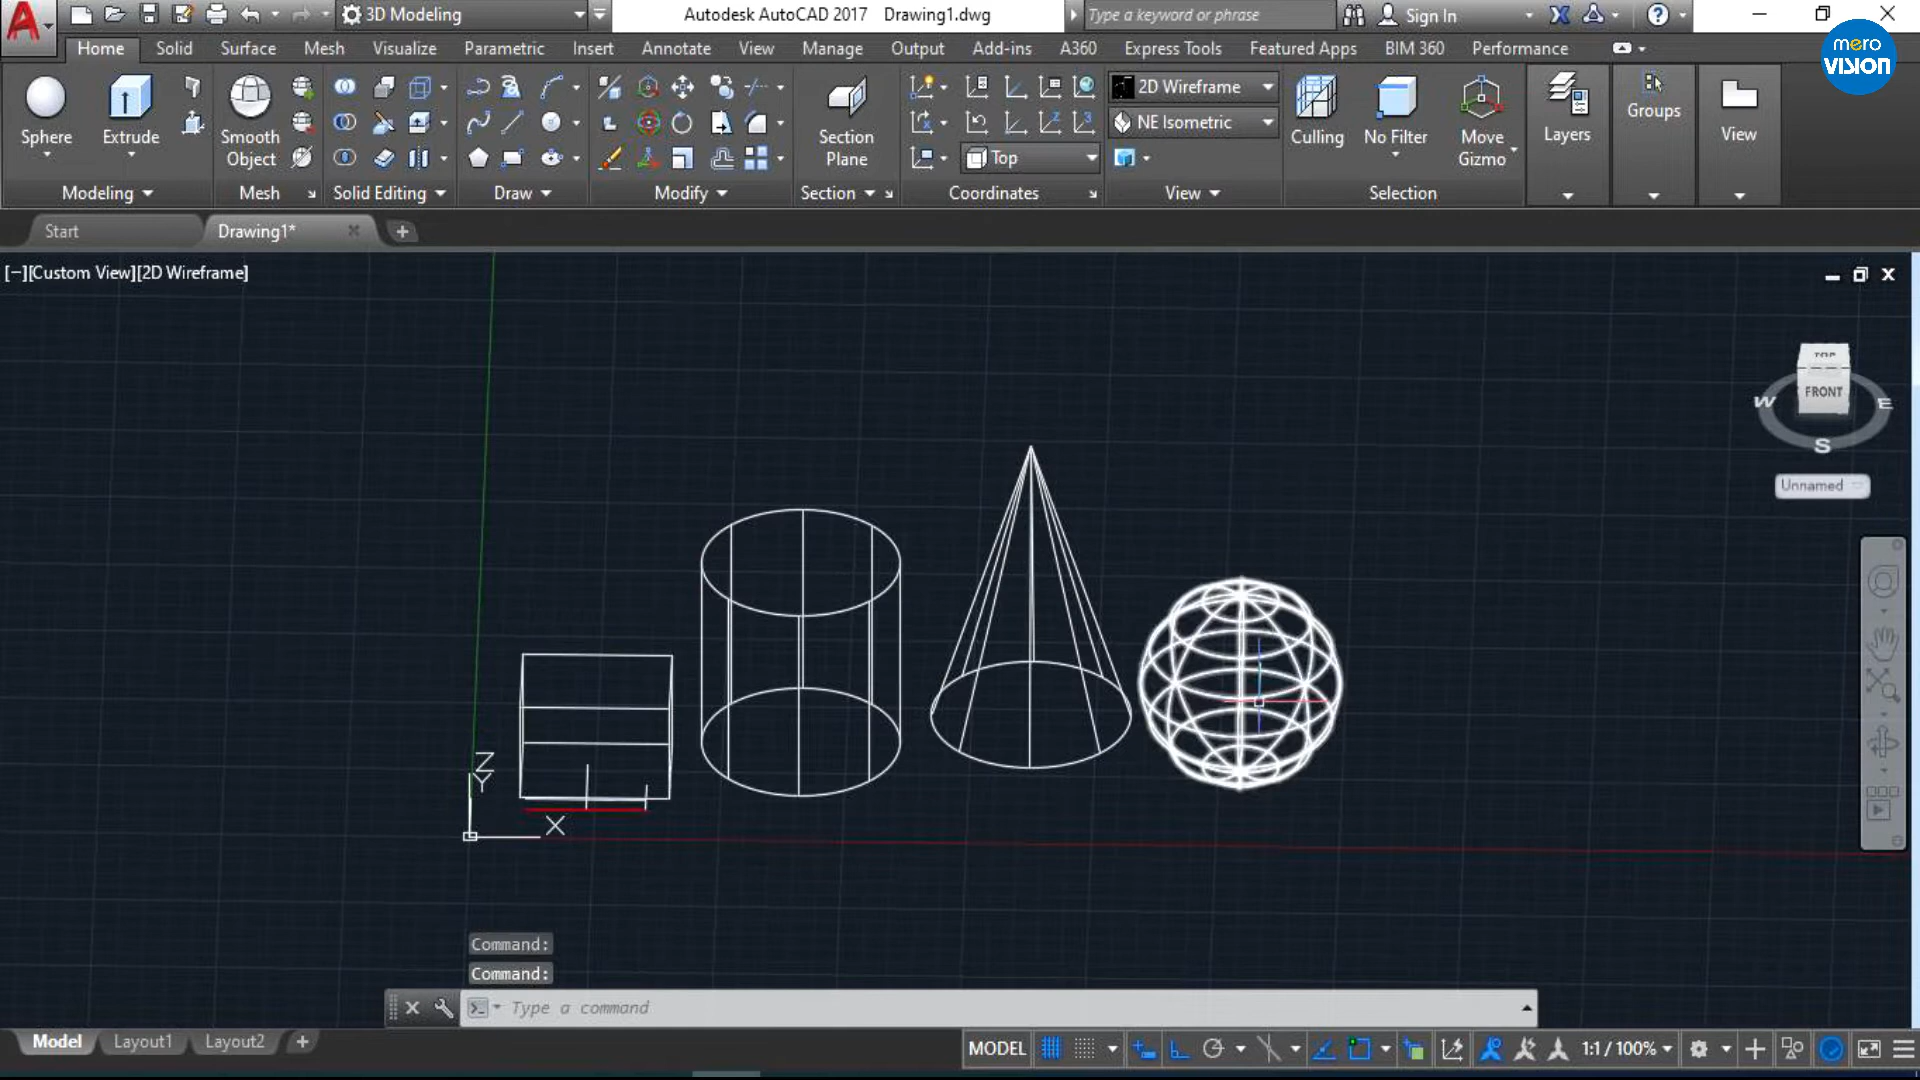 3D Modeling
Autodesk AutoCAD 2017 Drawing1.dwg
Type a keyword or phrase
Sign In
mero
VISION
Home Solid Surface Mesh Visualize Parametric Insert Annotate View Manage Output Add-ins A360 Express Tools Featured Apps BIM 360 Performance
2D Wireframe
NE Isometric
Top
Sphere
Extrude
Smooth
Object
Section
Plane
Culling
No Filter
Move
Gizmo
Layers
Groups
View
Modeling Mesh Solid Editing Draw Modify Section Coordinates View Selection
Start Drawing1*
[−][Custom View][2D Wireframe]
TOP
FRONT
W
E
S
Unnamed
Z
Y
X
Command:
Command:
Type a command
Model Layout1 Layout2
MODEL 1:1 / 100%